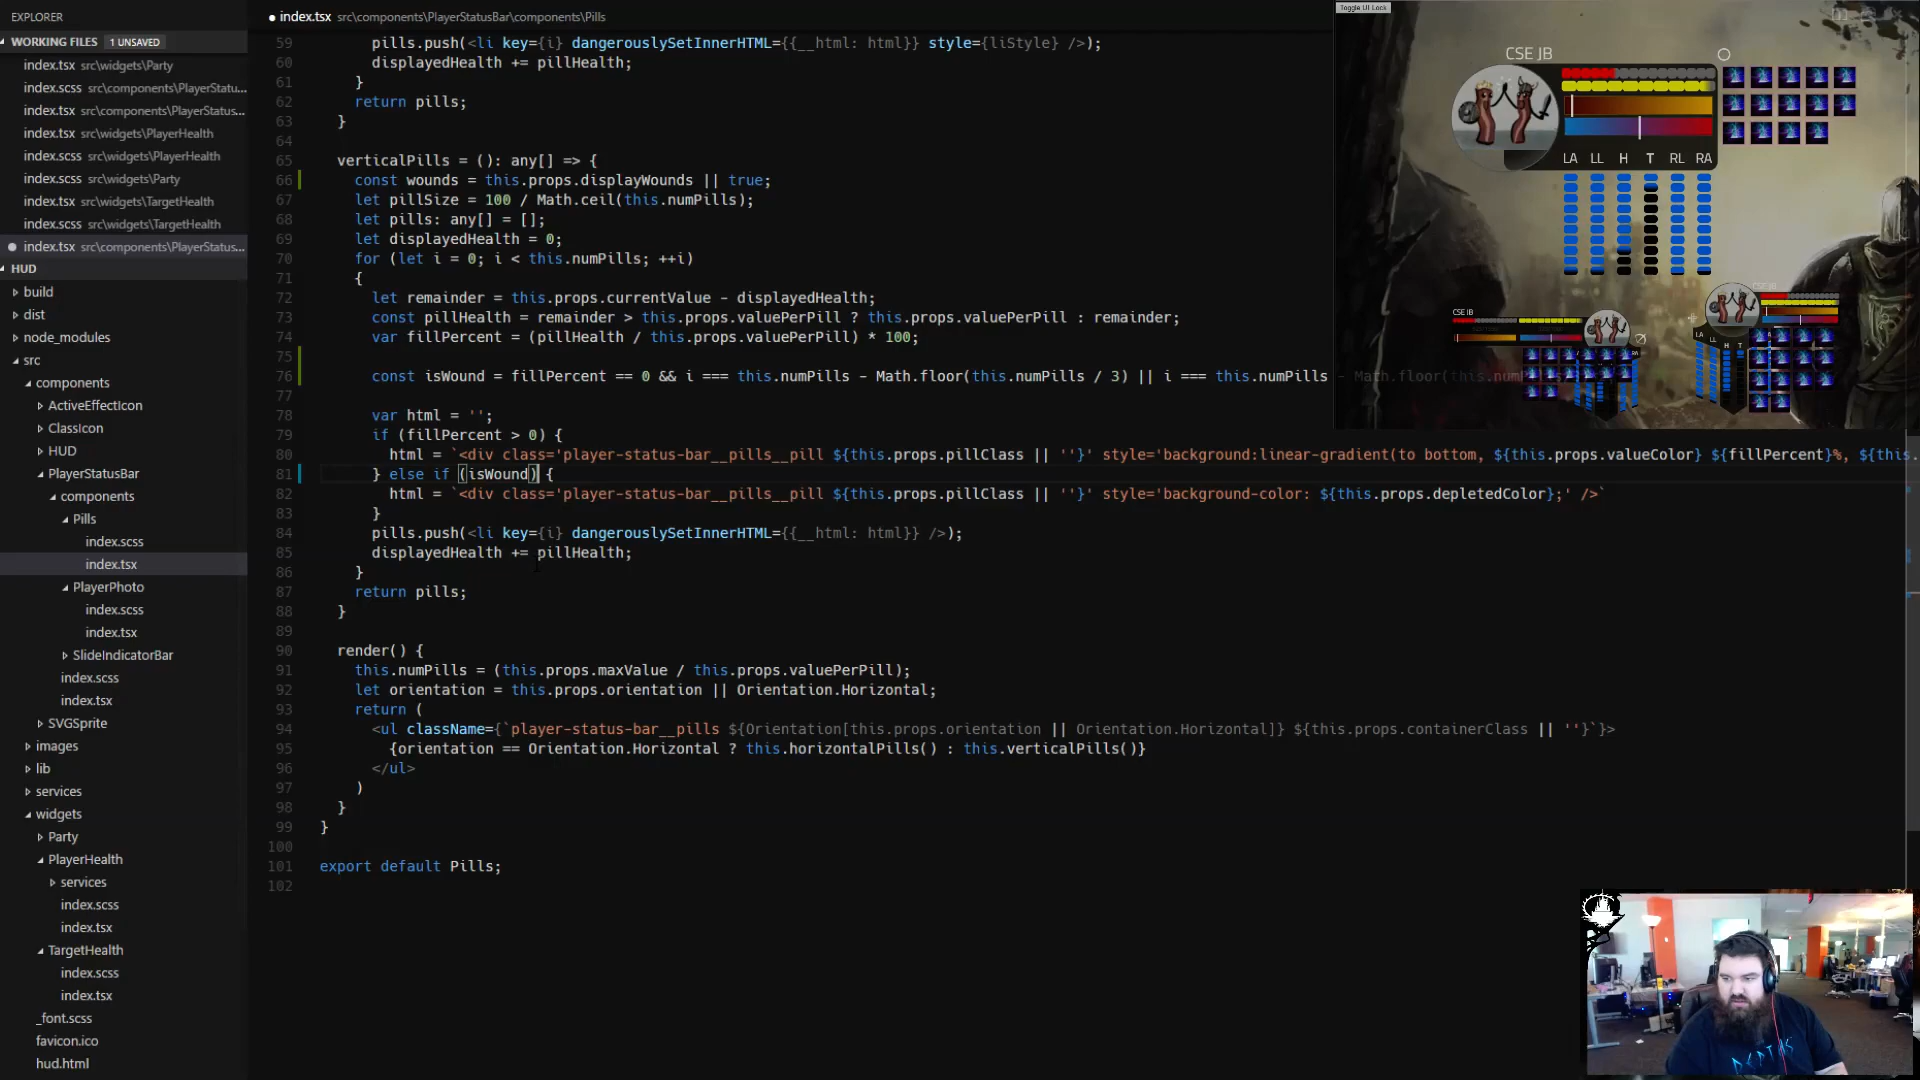 EXPLORER
WORKING FILES 1 UNSAVED
index.tsx src\widgets\Party
index.scss src\components\PlayerStatu...
index.tsx src\components\PlayerStatus...
index.tsx src\widgets\PlayerHealth
index.scss src\widgets\PlayerHealth
index.scss src\widgets\Party
index.tsx src\widgets\TargetHealth
index.scss src\widgets\TargetHealth
index.tsx src\components\PlayerStatus...
HUD
build
dist
node_modules
src
components
ActiveEffectIcon
ClassIcon
HUD
PlayerStatusBar
components
Pills
index.scss
index.tsx
PlayerPhoto
index.scss
index.tsx
SlideIndicatorBar
index.scss
index.tsx
SVGSprite
images
lib
services
widgets
Party
PlayerHealth
services
index.scss
index.tsx
TargetHealth
index.scss
index.tsx
_font.scss
favicon.ico
hud.html
index.tsx src\components\PlayerStatusBar\components\Pills
59 pills.push(<li key={i} dangerouslySetInnerHTML={{__html: html}} style={liStyle} />);
60 displayedHealth += pillHealth;
61 }
62 return pills;
63 }
64
65 verticalPills = (): any[] => {
66 const wounds = this.props.displayWounds || true;
67 let pillSize = 100 / Math.ceil(this.numPills);
68 let pills: any[] = [];
69 let displayedHealth = 0;
70 for (let i = 0; i < this.numPills; ++i)
71 {
72 let remainder = this.props.currentValue - displayedHealth;
73 const pillHealth = remainder > this.props.valuePerPill ? this.props.valuePerPill : remainder;
74 var fillPercent = (pillHealth / this.props.valuePerPill) * 100;
75
76 const isWound = fillPercent == 0 && i === this.numPills - Math.floor(this.numPills / 3) || i === this.numPills - Math.floor(this.num
77
78 var html = '';
79 if (fillPercent > 0) {
80 html = `<div class='player-status-bar__pills__pill ${this.props.pillClass || ''}' style='background:linear-gradient(to bottom, ${this.props.valueColor} ${fillPercent}%, ${this.
81 } else if (isWound) {
82 html = `<div class='player-status-bar__pills__pill ${this.props.pillClass || ''}' style='background-color: ${this.props.depletedColor};' />`
83 }
84 pills.push(<li key={i} dangerouslySetInnerHTML={{__html: html}} />);
85 displayedHealth += pillHealth;
86 }
87 return pills;
88 }
89
90 render() {
91 this.numPills = (this.props.maxValue / this.props.valuePerPill);
92 let orientation = this.props.orientation || Orientation.Horizontal;
93 return (
94 <ul className={`player-status-bar__pills ${Orientation[this.props.orientation || Orientation.Horizontal]} ${this.props.containerClass || ''}`}>
95 {orientation == Orientation.Horizontal ? this.horizontalPills() : this.verticalPills()}
96 </ul>
97 )
98 }
99 }
100
101 export default Pills;
102
Toggle UI Lock
CSE JB
LA LL H T RL RA
CSE JB
CSE JB
LA
LL
H
T